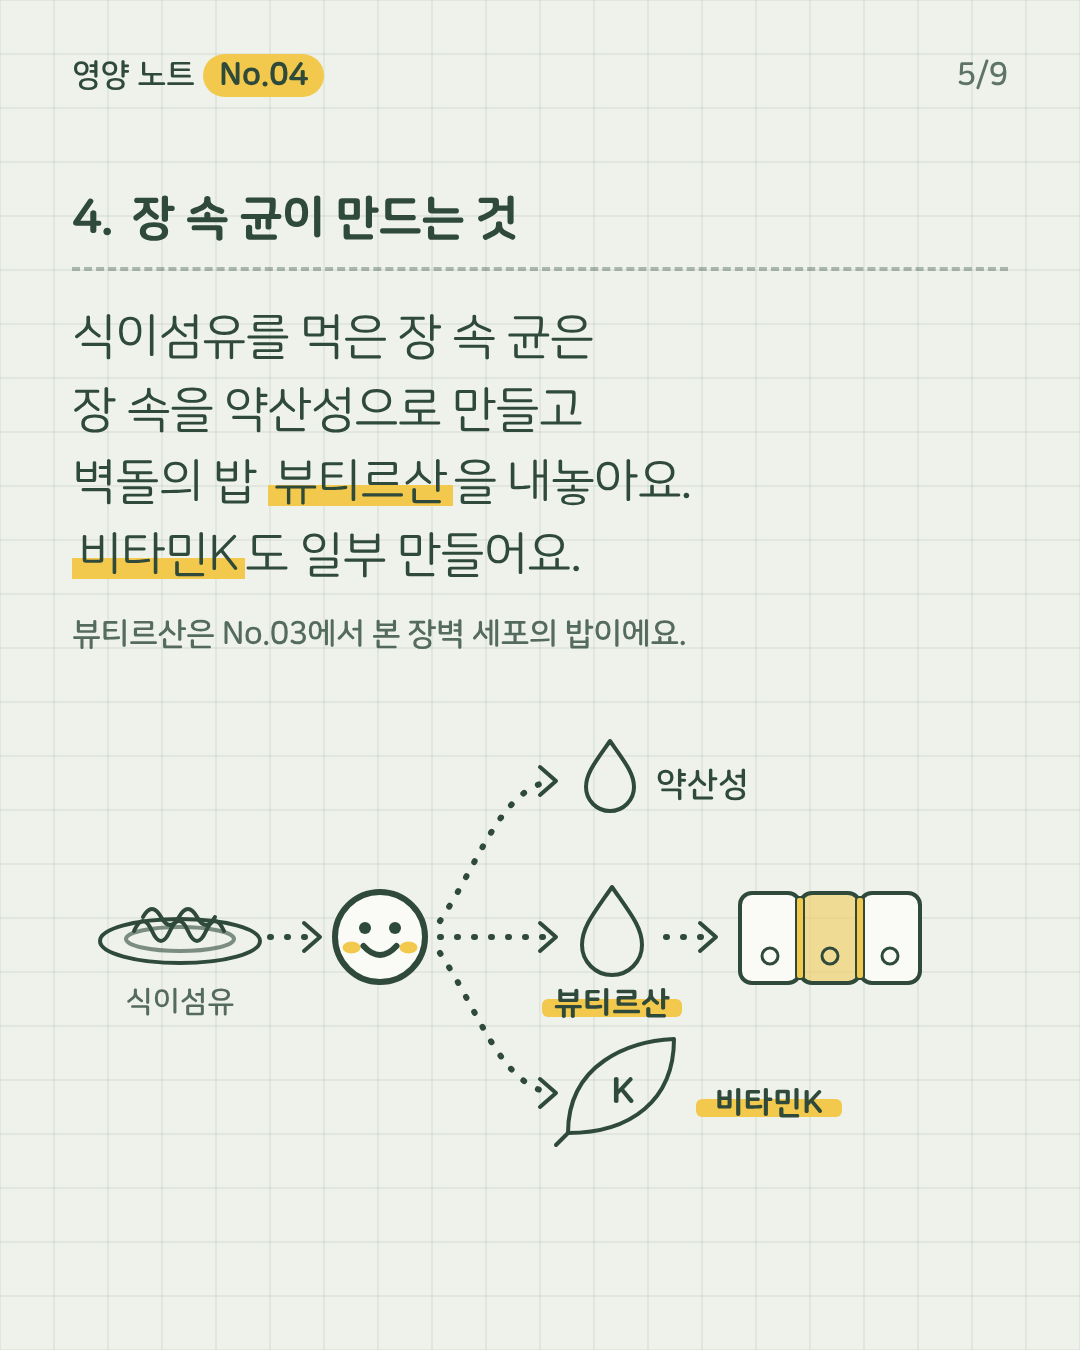 영양 노트 No.04
5/9
4. 장 속 균이 만드는 것
식이섬유를 먹은 장 속 균은
장 속을 약산성으로 만들고
벽돌의 밥 뷰티르산을 내놓아요.
비타민K도 일부 만들어요.
뷰티르산은 No.03에서 본 장벽 세포의 밥이에요.
약산성
식이섬유
뷰티르산
K
비타민K